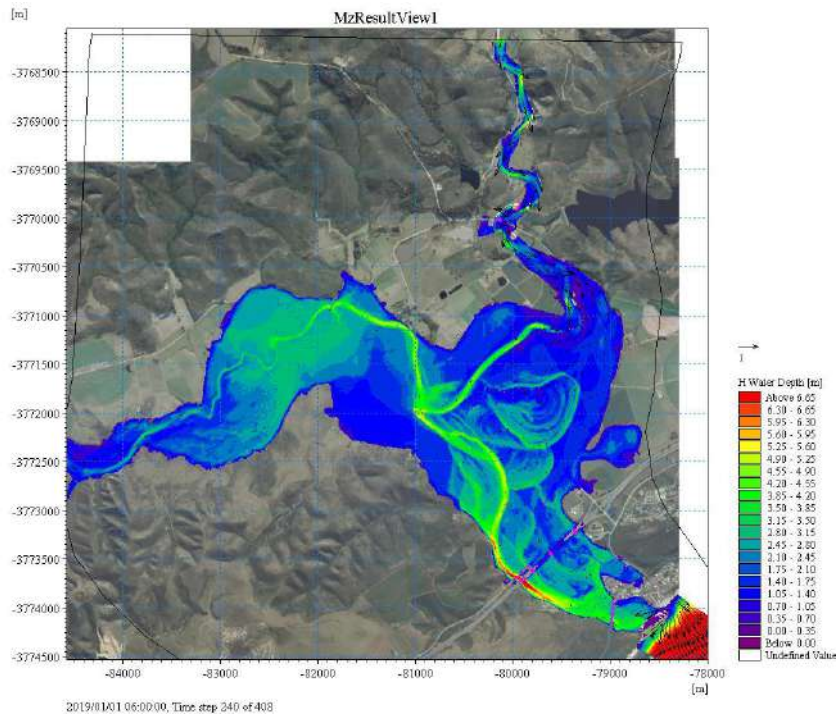 [m]
MzResultView1
-3768500
-3769000
-3769500
-3770000
-3770500
-3771000
-3771500
-3772000
-3772500
-3773000
-3773500
-3774000
-3774500
-84000 -83000 -82000 -81000 -80000 -79000 -78000
[m]
1
H Water Depth [m]
Above 6.65
6.30 - 6.65
5.95 - 6.30
5.60 - 5.95
5.25 - 5.60
4.90 - 5.25
4.55 - 4.90
4.20 - 4.55
3.85 - 4.20
3.50 - 3.85
3.15 - 3.50
2.80 - 3.15
2.45 - 2.80
2.10 - 2.45
1.75 - 2.10
1.40 - 1.75
1.05 - 1.40
0.70 - 1.05
0.35 - 0.70
0.00 - 0.35
Below 0.00
Undefined Value
2019/01/01 06:00:00, Time step 240 of 408